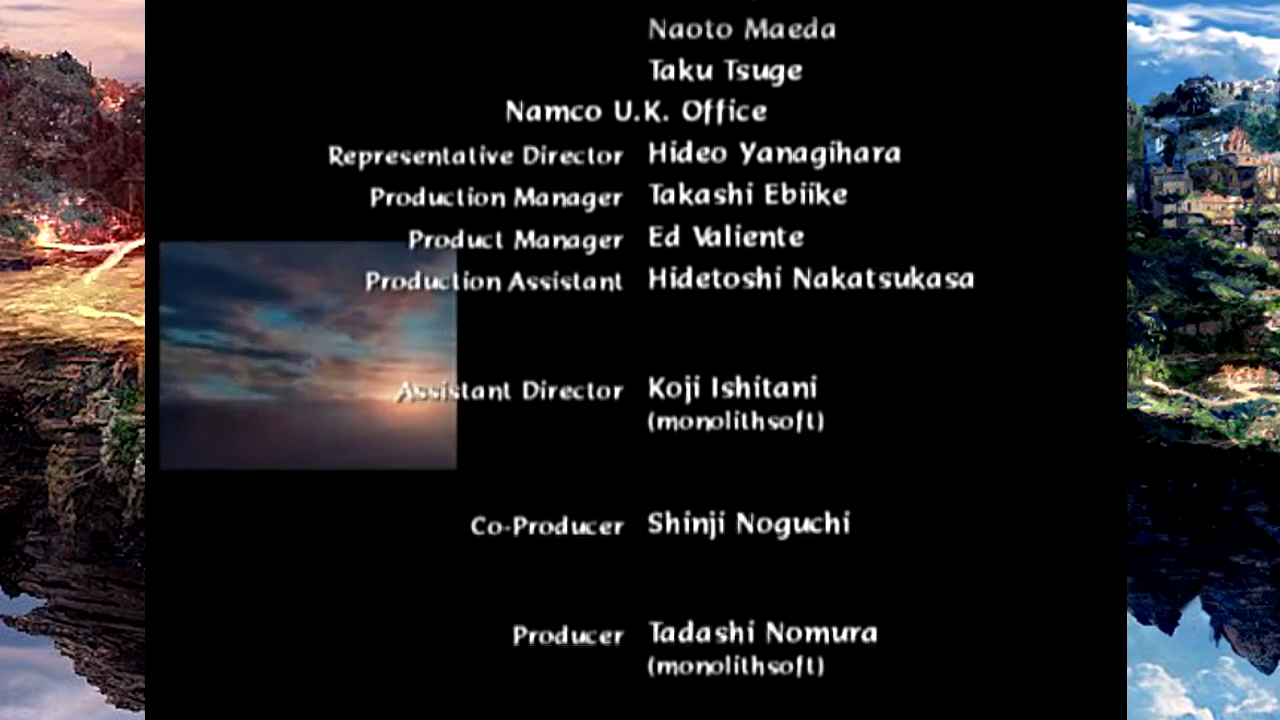 Naoto Maeda
Taku Tsuge
Namco U.K. Office
Representative Director Hideo Yanagihara
Production Manager Takashi Ebiike
Product Manager Ed Valiente
Production Assistant Hidetoshi Nakatsukasa
Assistant Director Koji Ishitani
(monolithsoft)
Co-Producer Shinji Noguchi
Producer Tadashi Nomura
(monolithsoft)